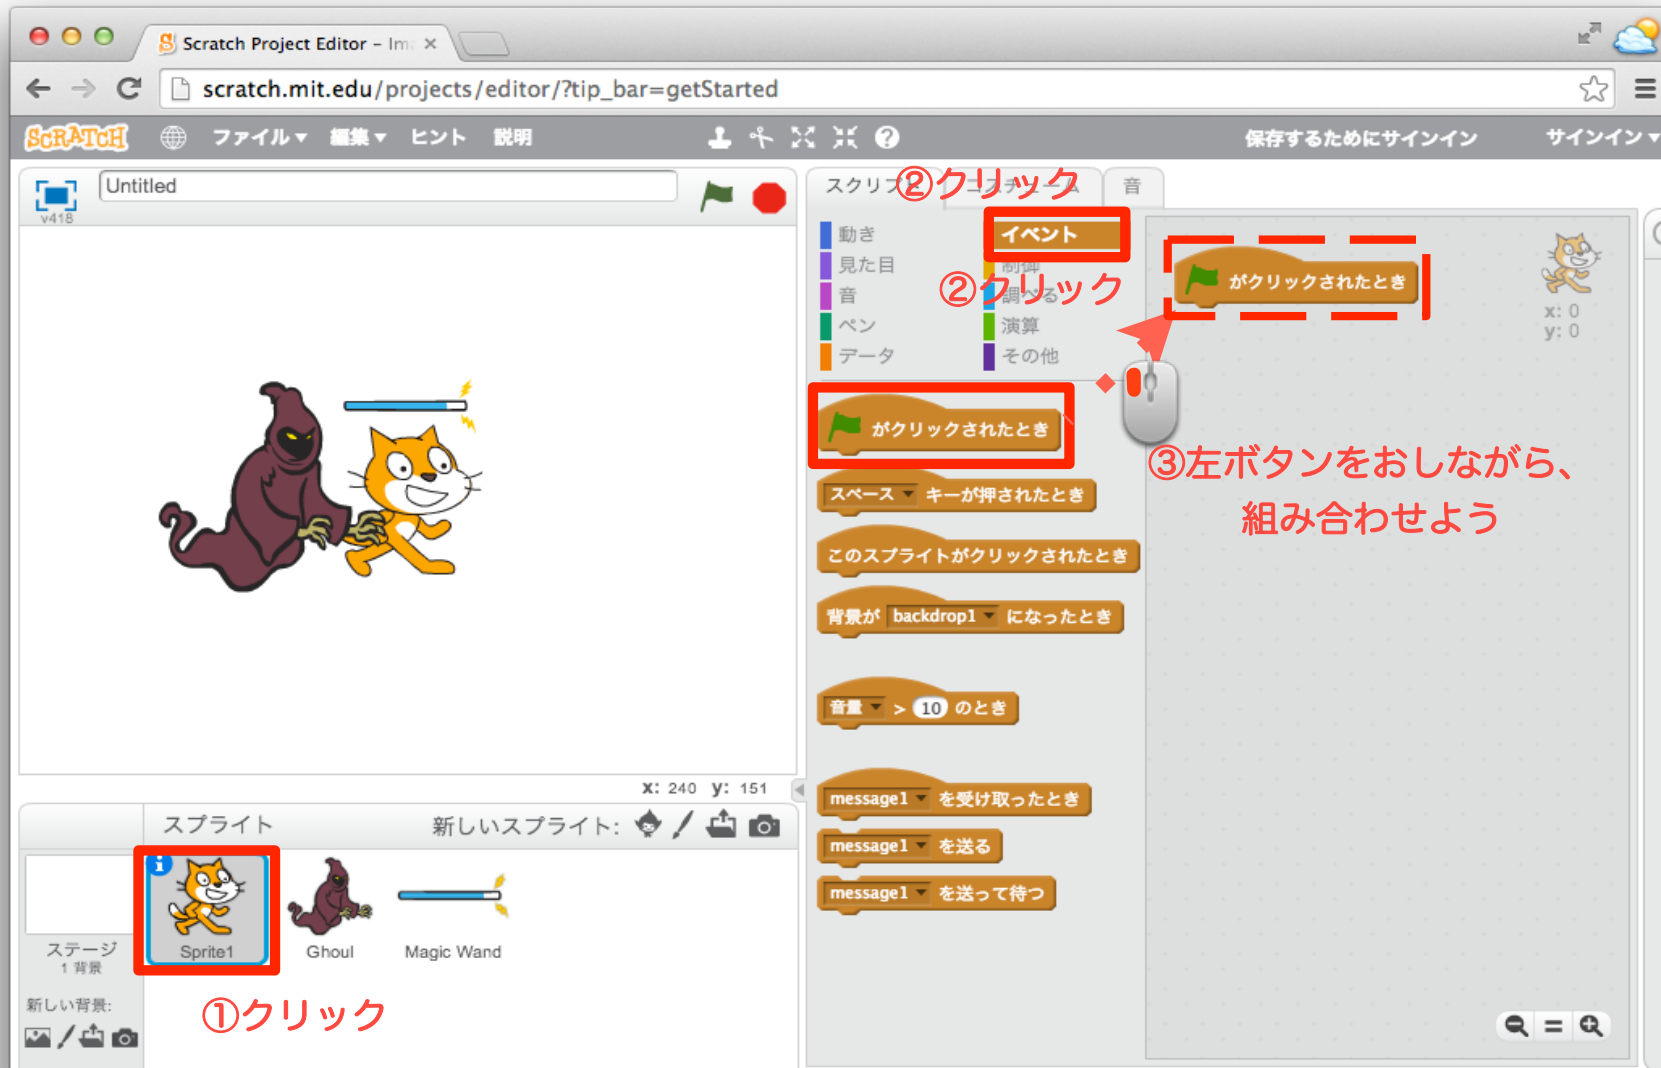 Scratch Project Editor – Im
scratch.mit.edu/projects/editor/?tip_bar=getStarted
SCRATCH
ファイル
編集
ヒント
説明
保存するためにサインイン
サインイン
v418
Untitled
スクリプト
コスチューム
音
②クリック
動き
見た目
音
ペン
データ
イベント
制御
調べる
演算
その他
②クリック
がクリックされたとき
x: 0
y: 0
がクリックされたとき
スペース キーが押されたとき
このスプライトがクリックされたとき
背景が backdrop1 になったとき
音量 > 10 のとき
message1 を受け取ったとき
message1 を送る
message1 を送って待つ
③左ボタンをおしながら、
組み合わせよう
x: 240 y: 151
スプライト
新しいスプライト:
Sprite1
Ghoul
Magic Wand
ステージ
1 背景
新しい背景:
①クリック